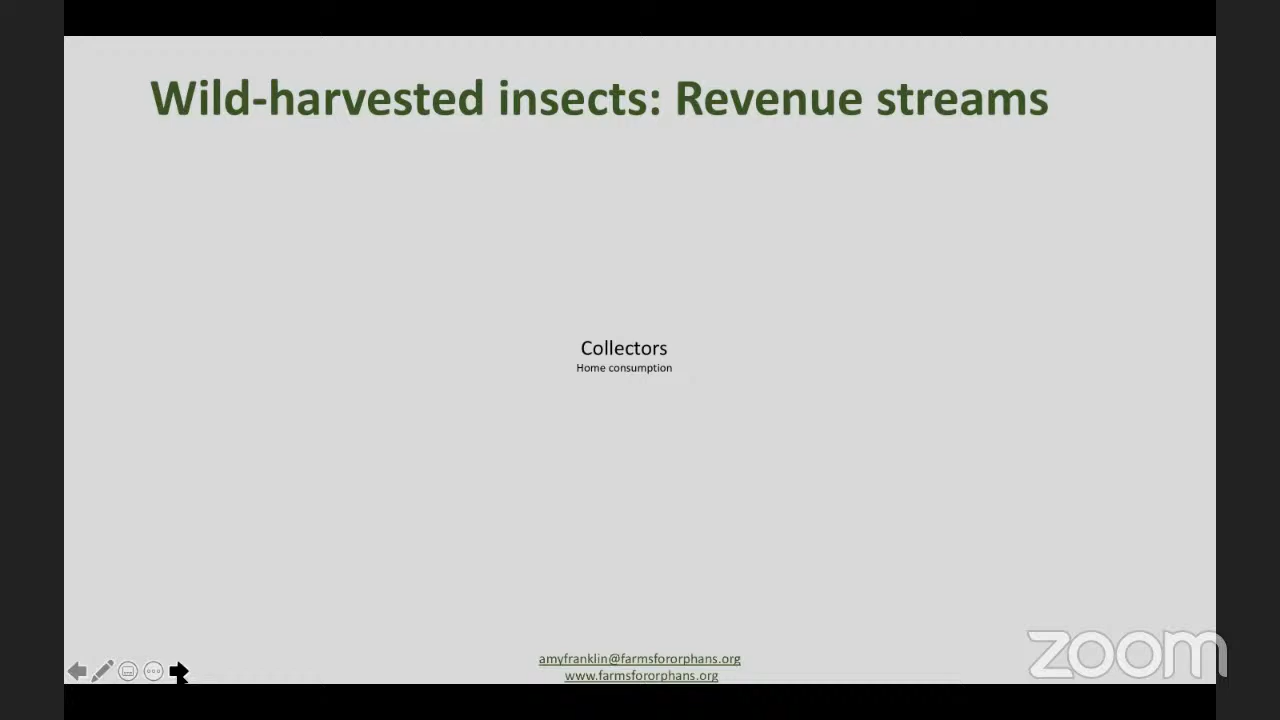 Wild-harvested insects: Revenue streams
Collectors
Home consumption
amyfranklin@farmsfororphans.org
www.farmsfororphans.org
zoom